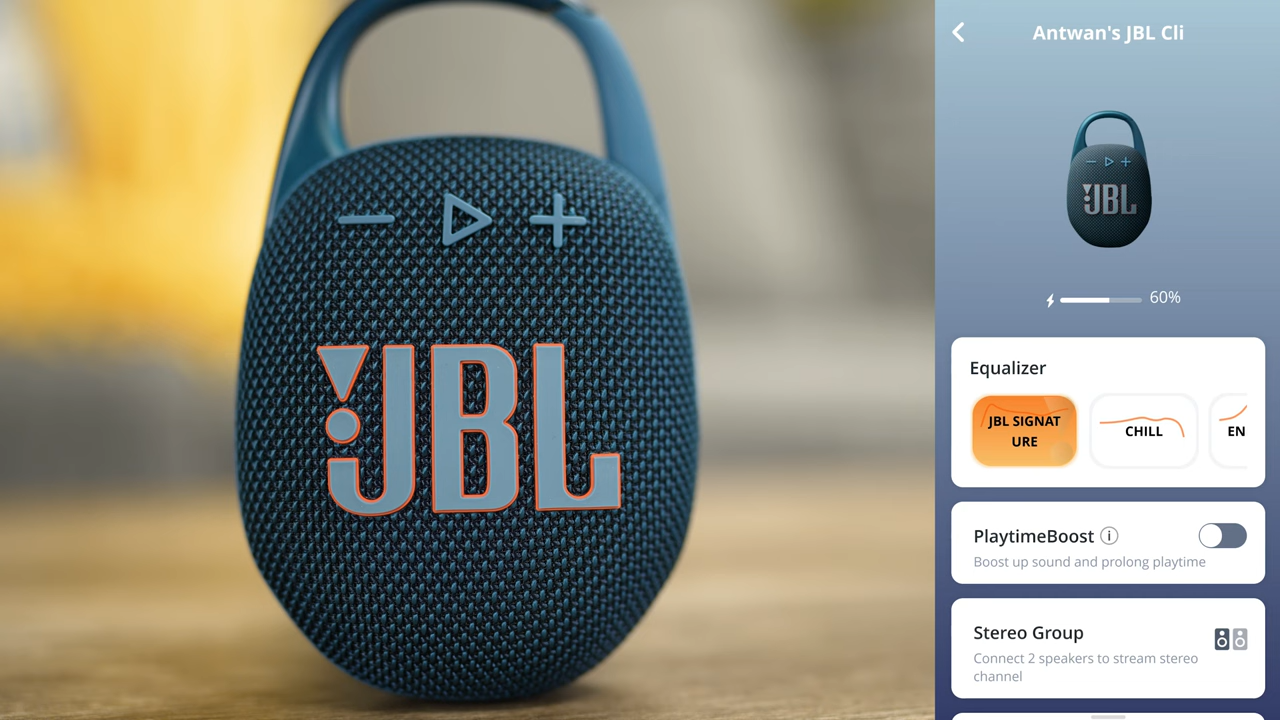 JBL
Antwan's JBL Cli
JBL
60%
Equalizer
JBL SIGNAT
URE
CHILL
EN
PlaytimeBoost
Boost up sound and prolong playtime
Stereo Group
Connect 2 speakers to stream stereo
channel